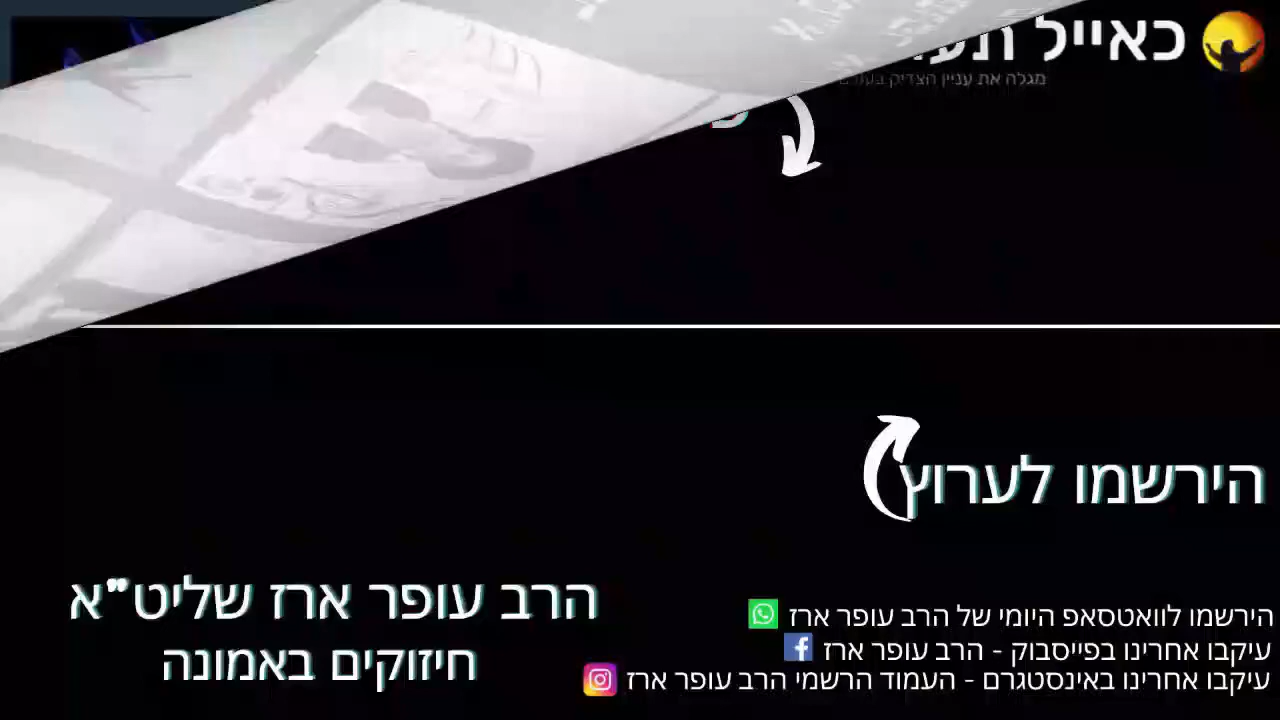 כאייל
מגלה את עניין הצדיק בעולם
הירשמו לערוץ
הרב עופר ארז שליט"א
חיזוקים באמונה
הירשמו לוואטסאפ היומי של הרב עופר ארז
עיקבו אחרינו בפייסבוק - הרב עופר ארז
עיקבו אחרינו באינסטגרם - העמוד הרשמי הרב עופר ארז